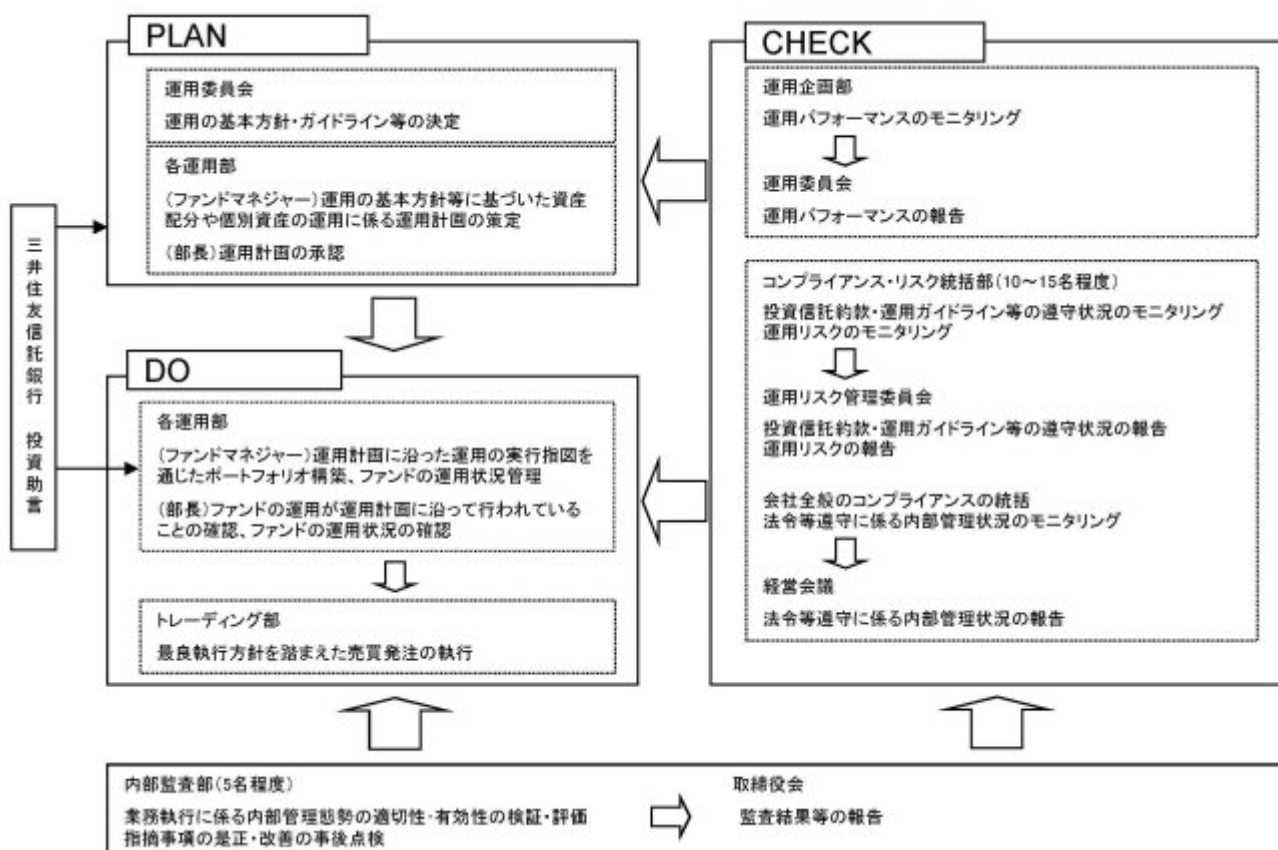 PLAN
運用委員会
運用の基本方針・ガイドライン等の決定
各運用部
(ファンドマネジャー)運用の基本方針等に基づいた資産
配分や個別資産の運用に係る運用計画の策定
(部長)運用計画の承認
三井住友信託銀行 投資助言
DO
各運用部
(ファンドマネジャー)運用計画に沿った運用の実行指図を
通じたポートフォリオ構築、ファンドの運用状況管理
(部長)ファンドの運用が運用計画に沿って行われている
ことの確認、ファンドの運用状況の確認
トレーディング部
最良執行方針を踏まえた売買発注の執行
CHECK
運用企画部
運用パフォーマンスのモニタリング
運用委員会
運用パフォーマンスの報告
コンプライアンス・リスク統括部(10~15名程度)
投資信託約款・運用ガイドライン等の遵守状況のモニタリング
運用リスクのモニタリング
運用リスク管理委員会
投資信託約款・運用ガイドライン等の遵守状況の報告
運用リスクの報告
会社全般のコンプライアンスの統括
法令等遵守に係る内部管理状況のモニタリング
経営会議
法令等遵守に係る内部管理状況の報告
内部監査部(5名程度)
業務執行に係る内部管理態勢の適切性・有効性の検証・評価
指摘事項の是正・改善の事後点検
取締役会
監査結果等の報告